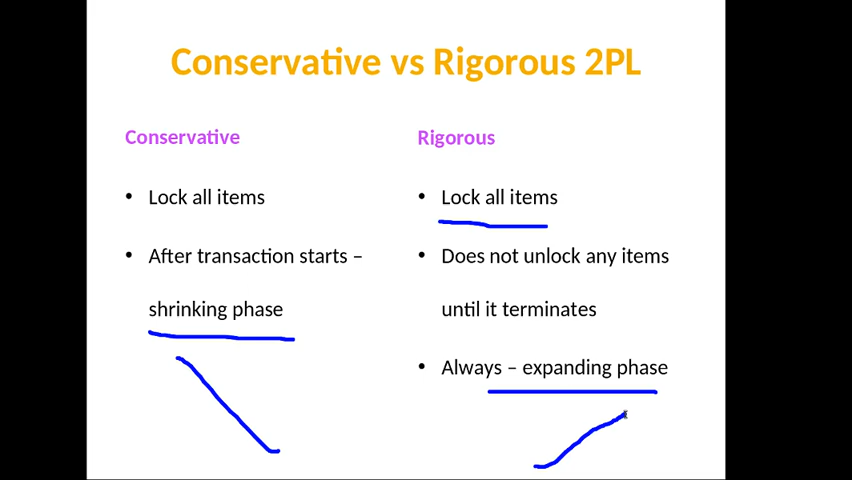 Conservative vs Rigorous 2PL
Conservative
• Lock all items
• After transaction starts –
shrinking phase
Rigorous
• Lock all items
• Does not unlock any items
until it terminates
• Always – expanding phase